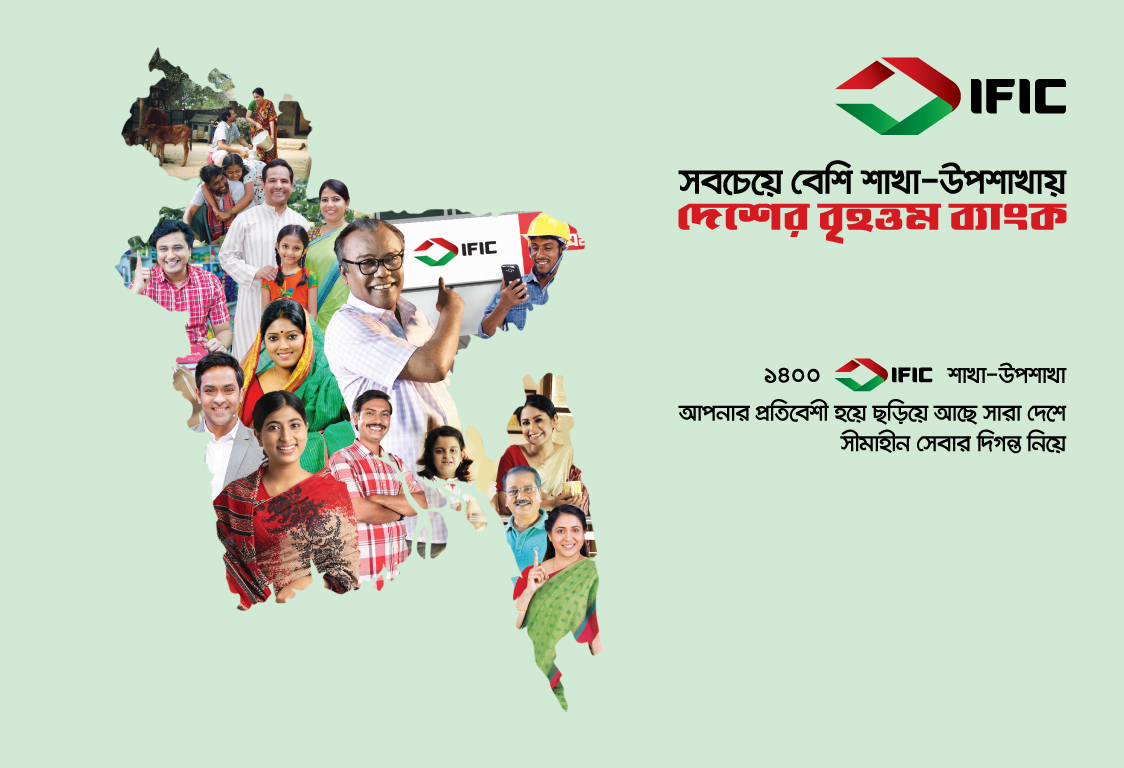 IFIC
সবচেয়ে বেশি শাখা-উপশাখায়
দেশের বৃহত্তম ব্যাংক
IFIC
১৪০০ IFIC শাখা-উপশাখা
আপনার প্রতিবেশী হয়ে ছড়িয়ে আছে সারা দেশে
সীমাহীন সেবার দিগন্ত নিয়ে